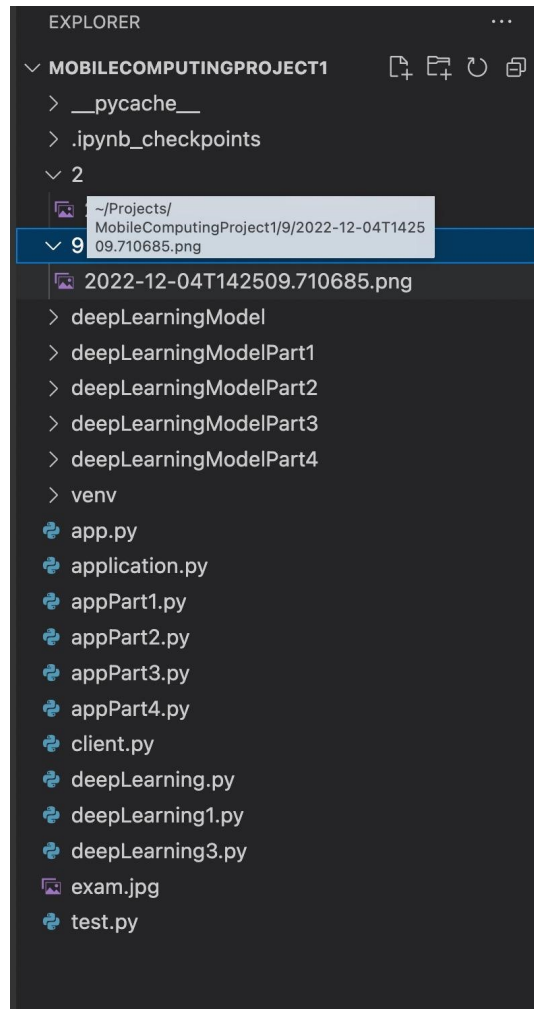 EXPLORER
MOBILECOMPUTINGPROJECT1
__pycache__
.ipynb_checkpoints
2
~/Projects/
MobileComputingProject1/9/2022-12-04T1425
09.710685.png
9
2022-12-04T142509.710685.png
deepLearningModel
deepLearningModelPart1
deepLearningModelPart2
deepLearningModelPart3
deepLearningModelPart4
venv
app.py
application.py
appPart1.py
appPart2.py
appPart3.py
appPart4.py
client.py
deepLearning.py
deepLearning1.py
deepLearning3.py
exam.jpg
test.py